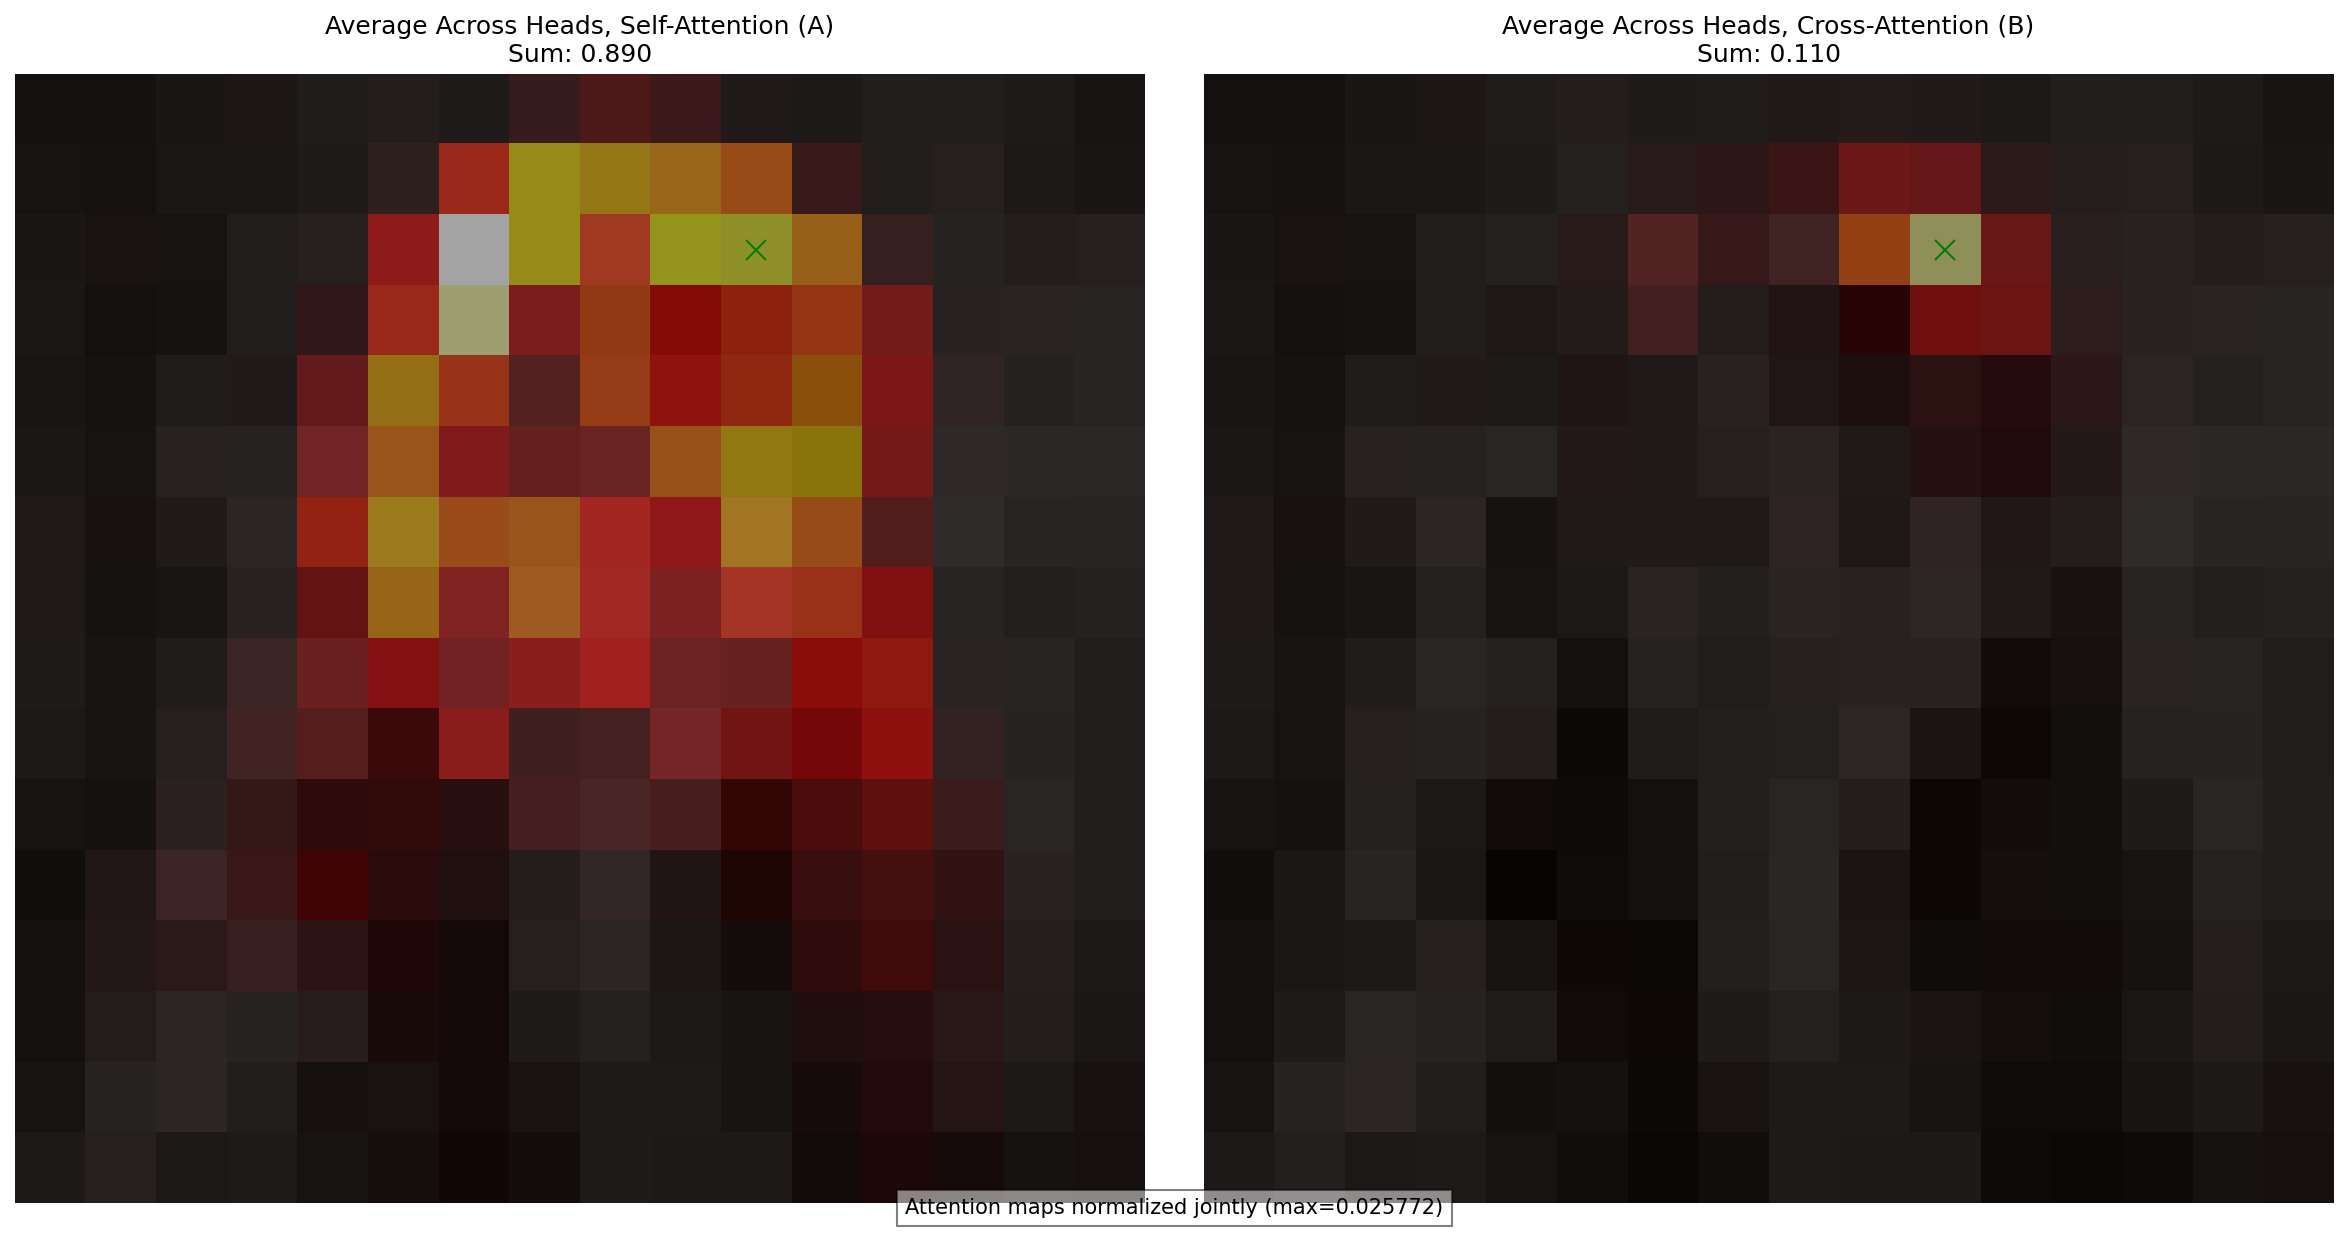 Average Across Heads, Self-Attention (A)
Sum: 0.890
Average Across Heads, Cross-Attention (B)
Sum: 0.110
Attention maps normalized jointly (max=0.025772)